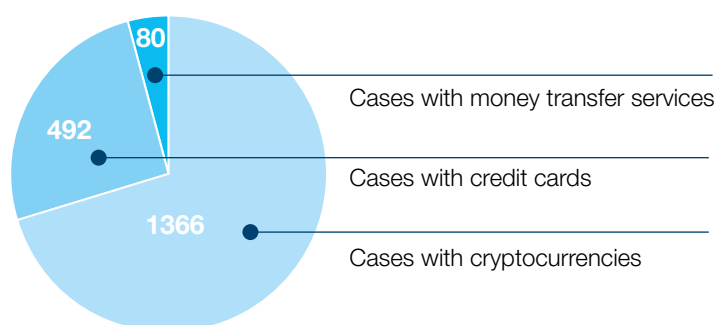 80
Cases with money transfer services
492
Cases with credit cards
1366
Cases with cryptocurrencies